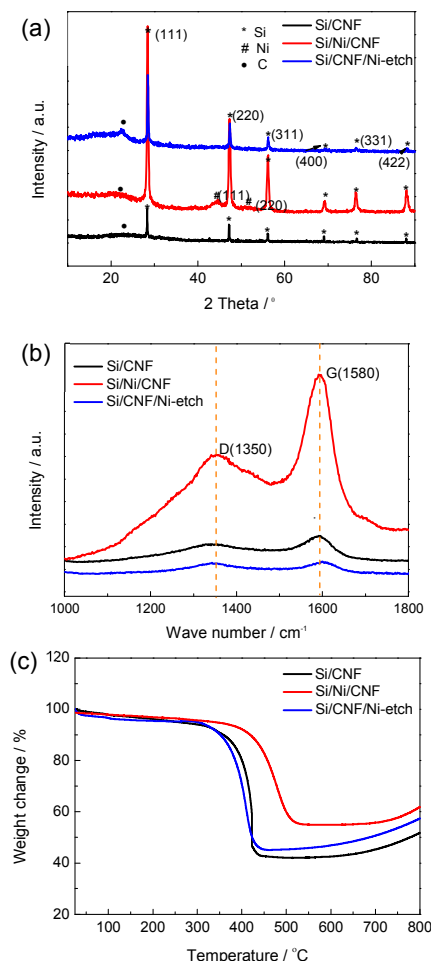 (a)
* Si
# Ni
• C
Si/CNF
Si/Ni/CNF
Si/CNF/Ni-etch
* (111)
* (220)
* (311)
(400)
*
* (331)
(422)
*
•
•
# (111)
# (220)
* * *
•
* * * * * *
Intensity / a.u.
20 40 60 80
2 Theta / °
(b)
Si/CNF
Si/Ni/CNF
Si/CNF/Ni-etch
G(1580)
D(1350)
Intensity / a.u.
1000 1200 1400 1600 1800
Wave number / cm-1
(c)
Si/CNF
Si/Ni/CNF
Si/CNF/Ni-etch
Weight change / %
120
100
80
60
40
20
100 200 300 400 500 600 700 800
Temperature / °C